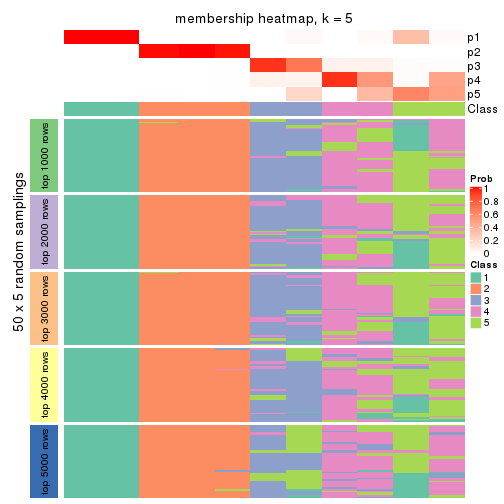 membership heatmap, k = 5
p1
p2
p3
p4
p5
Class
50 x 5 random samplings
top 1000 rows
top 2000 rows
top 3000 rows
top 4000 rows
top 5000 rows
Prob
1
0.8
0.6
0.4
0.2
0
Class
1
2
3
4
5